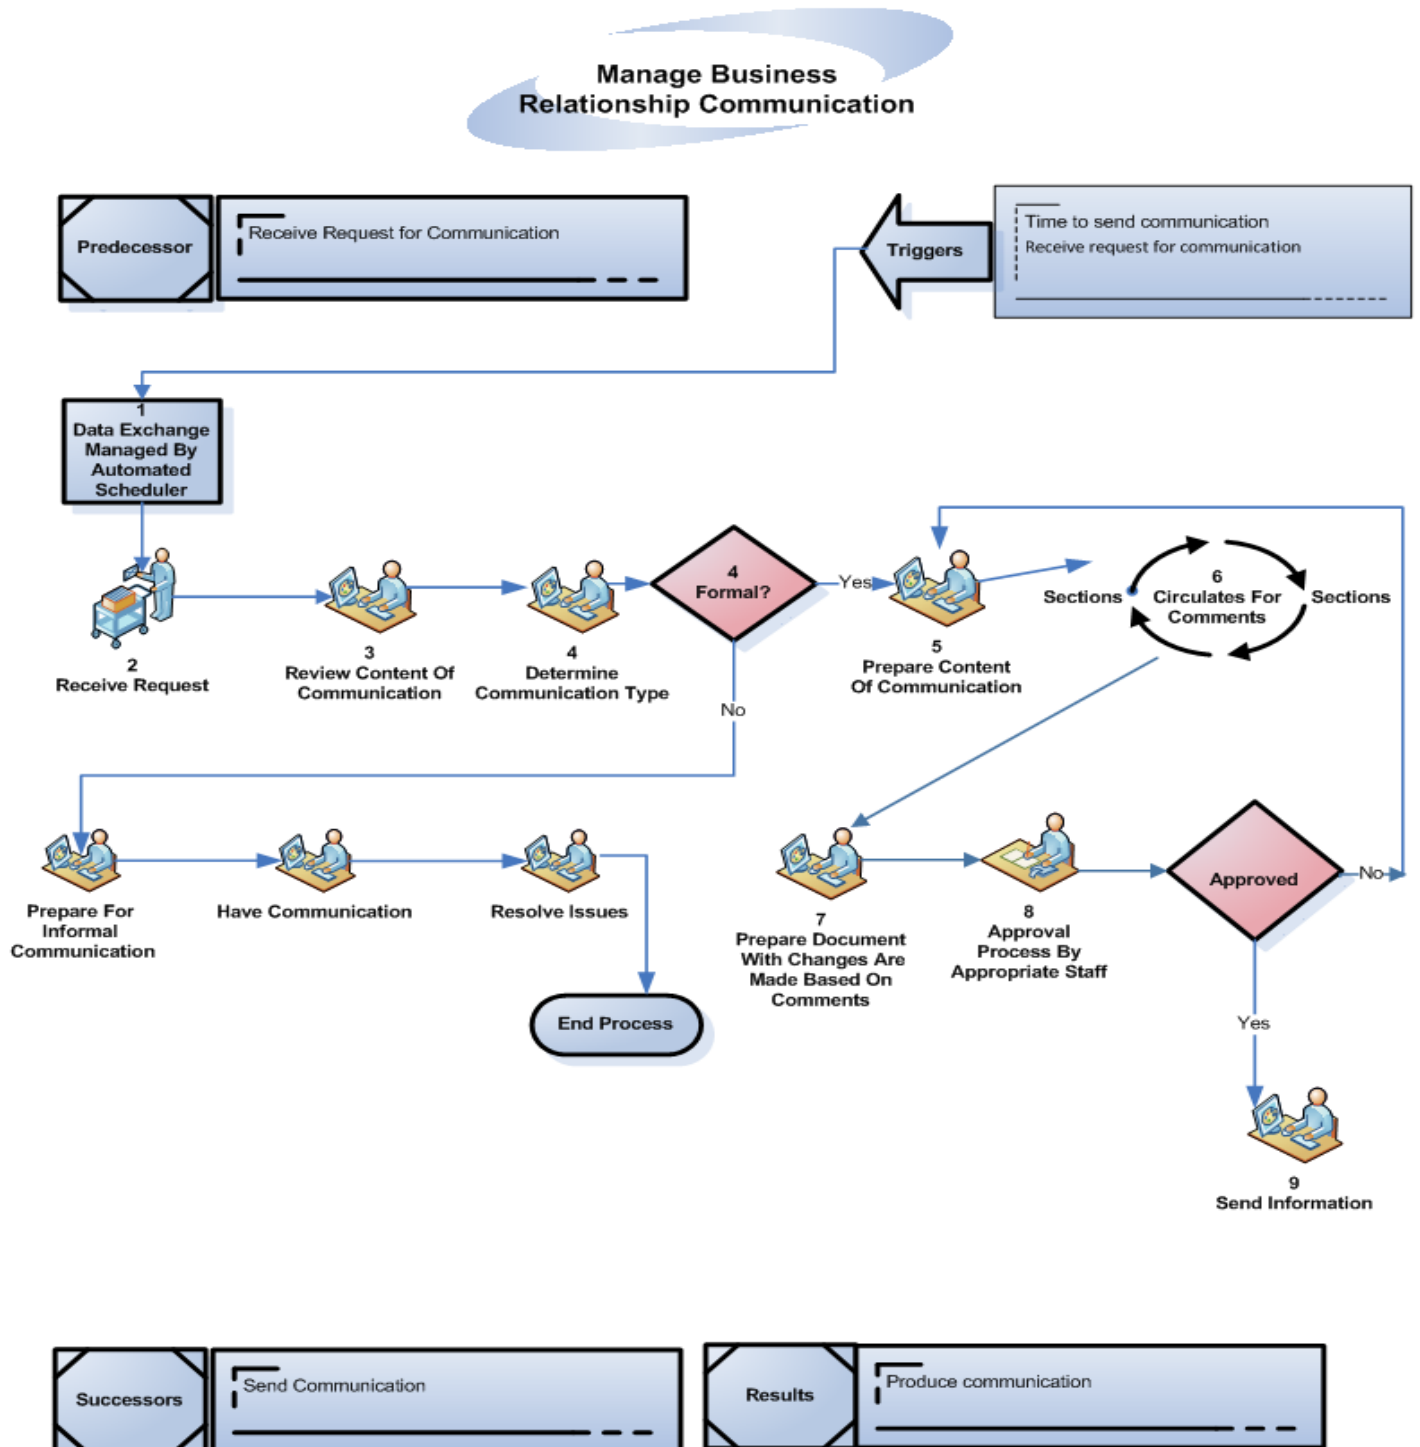 Manage Business
Relationship Communication
Predecessor
Receive Request for Communication
Triggers
Time to send communication
Receive request for communication
1
Data Exchange
Managed By
Automated
Scheduler
2
Receive Request
3
Review Content Of
Communication
4
Determine
Communication Type
4
Formal?
Yes
No
5
Prepare Content
Of Communication
Sections
6
Circulates For
Comments
Sections
Prepare For
Informal
Communication
Have Communication
Resolve Issues
End Process
7
Prepare Document
With Changes Are
Made Based On
Comments
8
Approval
Process By
Appropriate Staff
Approved
No
Yes
9
Send Information
Successors
Send Communication
Results
Produce communication